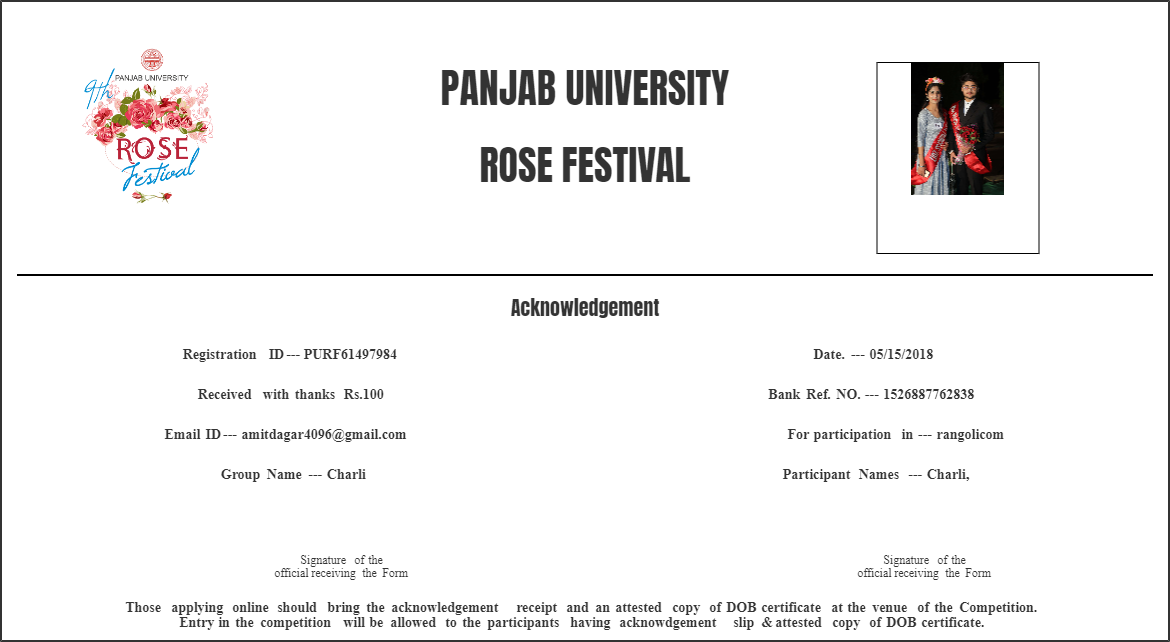 9th
PANJAB UNIVERSITY
ROSE
Festival
PANJAB UNIVERSITY
ROSE FESTIVAL
Acknowledgement
Registration ID --- PURF61497984
Date. --- 05/15/2018
Received with thanks Rs.100
Bank Ref. NO. --- 1526887762838
Email ID --- amitdagar4096@gmail.com
For participation in --- rangolicom
Group Name --- Charli
Participant Names --- Charli,
Signature of the
official receiving the Form
Signature of the
official receiving the Form
Those applying online should bring the acknowledgement receipt and an attested copy of DOB certificate at the venue of the Competition.
Entry in the competition will be allowed to the participants having acknowdgement slip & attested copy of DOB certificate.